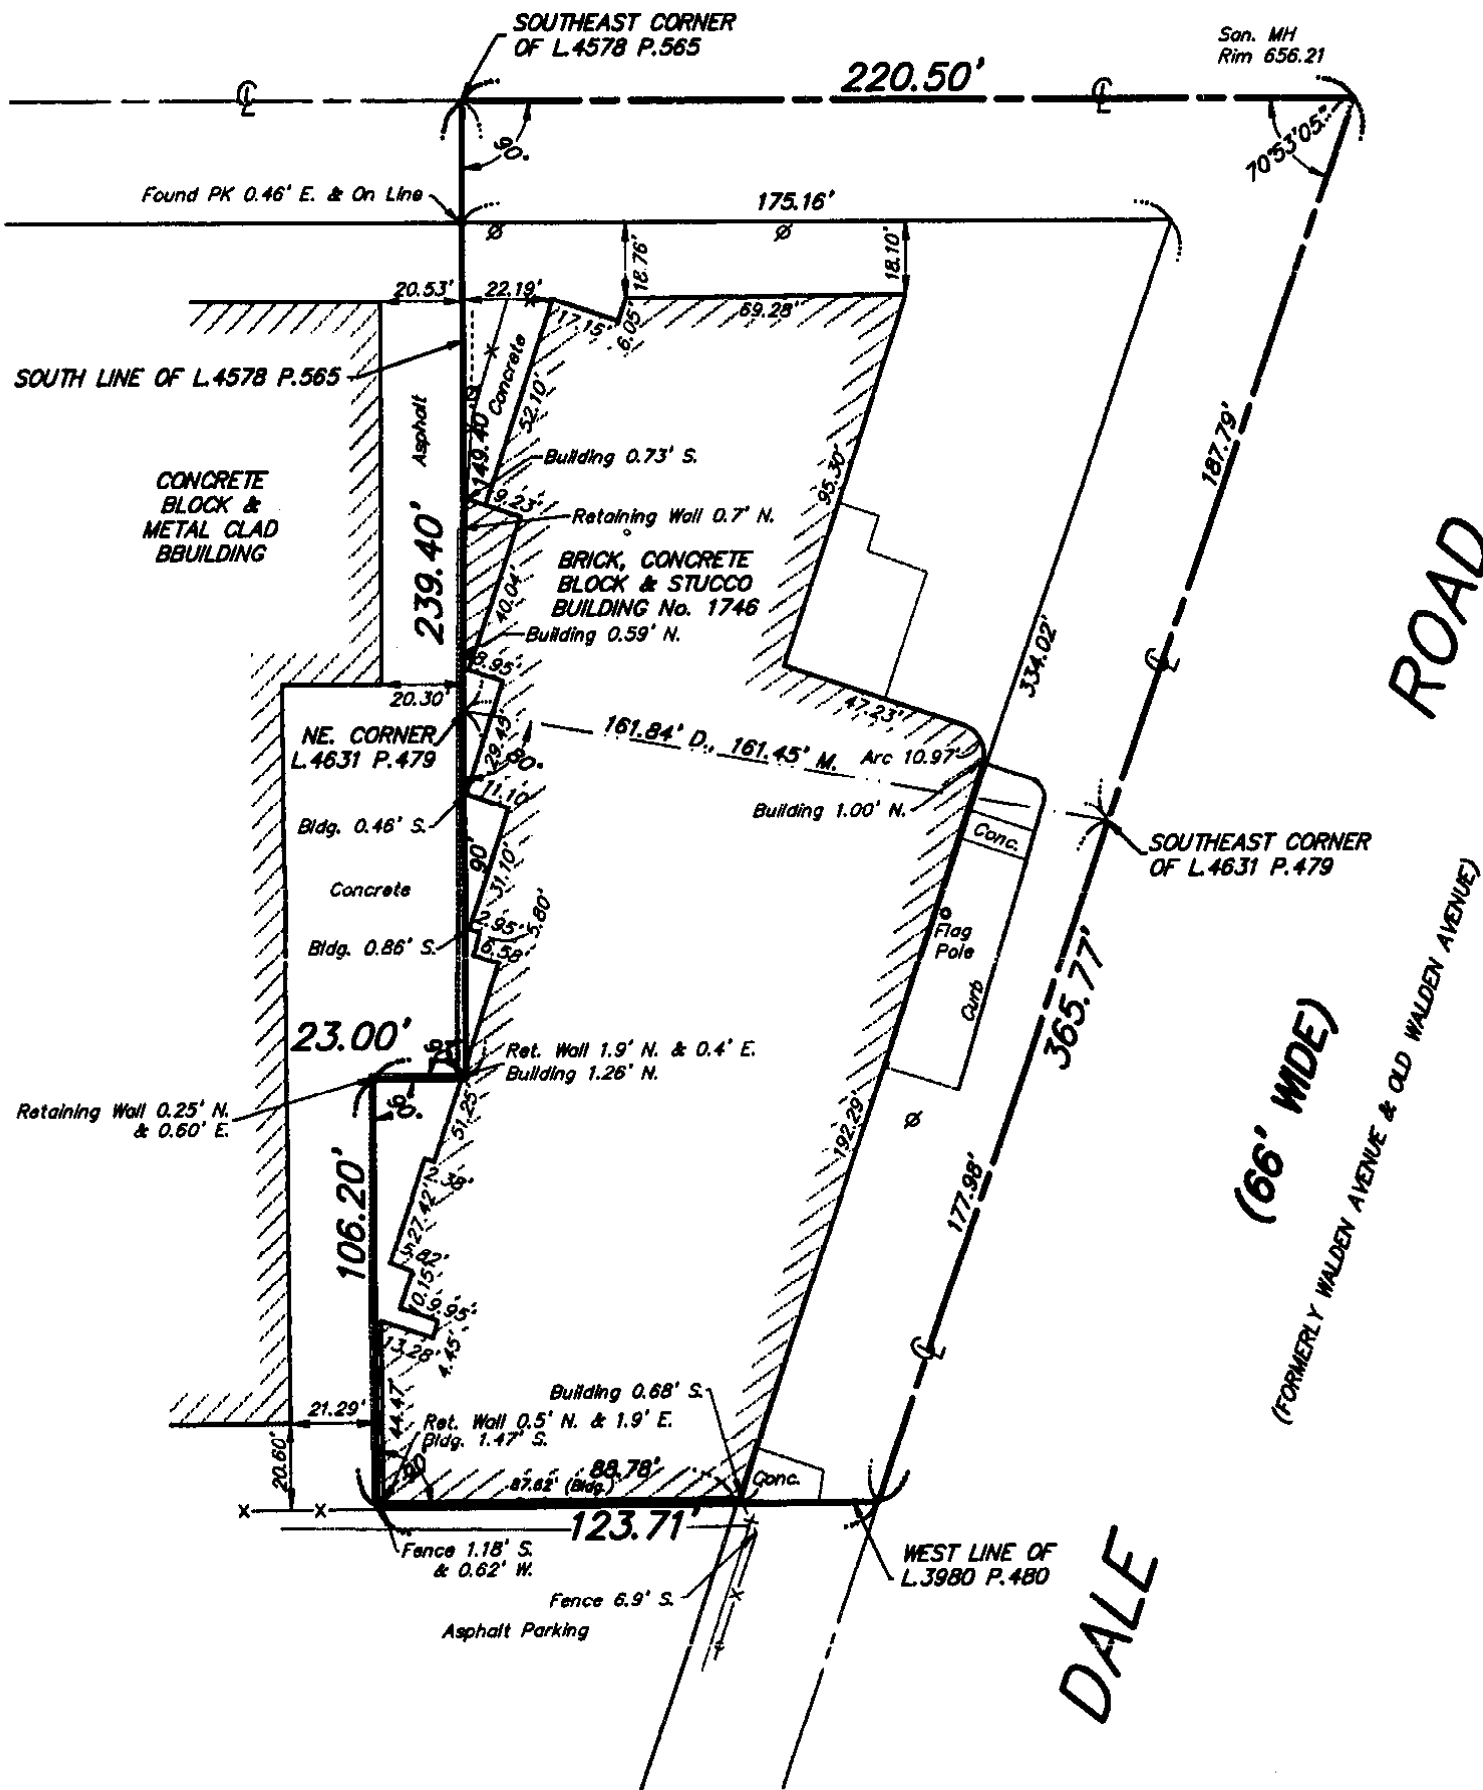 SOUTHEAST CORNER
OF L.4578 P.565
San. MH
Rim 656.21
220.50'
℄
℄
90°
70°53'05"
Found PK 0.46' E. & On Line
175.16'
18.76'
18.10'
20.53'
22.19'
17.15'
6.05'
69.28'
SOUTH LINE OF L.4578 P.565
Asphalt
Concrete
52.10'
149.40
187.79'
CONCRETE
BLOCK &
METAL CLAD
BBUILDING
Building 0.73' S.
95.30'
9.23'
Retaining Wall 0.7' N.
239.40'
BRICK, CONCRETE
BLOCK & STUCCO
BUILDING No. 1746
40.04'
Building 0.59' N.
ROAD
8.95'
334.02'
℄
20.30'
47.23'
NE. CORNER
L.4631 P.479
29.45'
80°
161.84' D., 161.45' M.
Arc 10.97'
11.10'
Building 1.00' N.
Bldg. 0.46' S.
Conc.
SOUTHEAST CORNER
OF L.4631 P.479
90'
31.10'
Concrete
2.95'
5.80'
Bldg. 0.86' S.
6.58'
Flag
Pole
Curb
365.77'
(FORMERLY WALDEN AVENUE & OLD WALDEN AVENUE)
23.00'
Ret. Wall 1.9' N. & 0.4' E.
Building 1.26' N.
(66' WIDE)
Retaining Wall 0.25' N.
& 0.60' E.
90°
51.25'
192.29'
106.20'
2.38'
177.98'
27.42'
5.82'
10.15'
9.95'
13.28'
4.45'
℄
Building 0.68' S.
21.29'
44.47'
Ret. Wall 0.5' N. & 1.9' E.
Bldg. 1.47' S.
20.60'
90°
88.78'
87.62' (Bldg.)
Conc.
123.71'
Fence 1.18' S.
& 0.62' W.
WEST LINE OF
L.3980 P.480
Fence 6.9' S.
Asphalt Parking
DALE